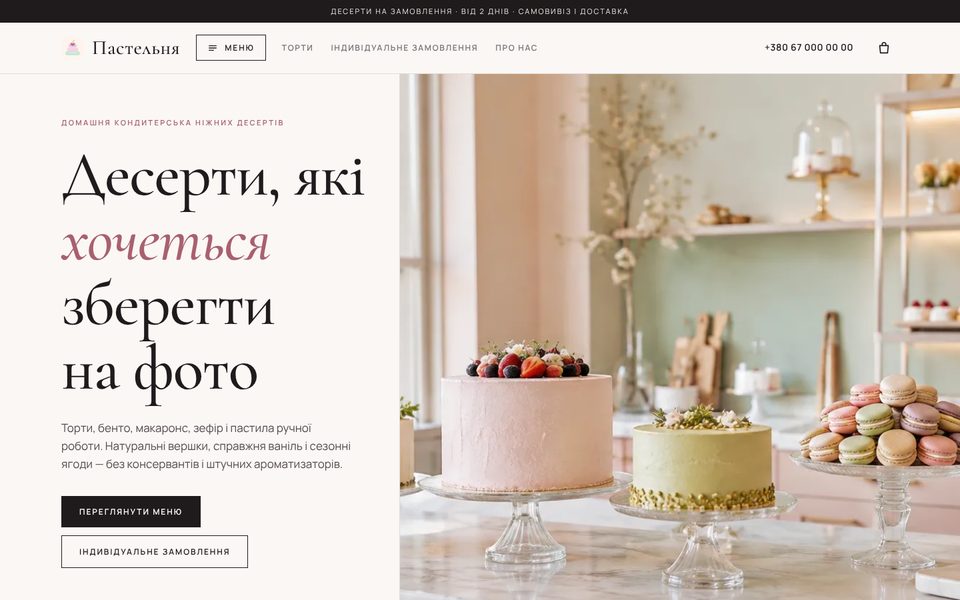 ДЕСЕРТИ НА ЗАМОВЛЕННЯ · ВІД 2 ДНІВ · САМОВИВІЗ І ДОСТАВКА
Пастельня
МЕНЮ
ТОРТИ
ІНДИВІДУАЛЬНЕ ЗАМОВЛЕННЯ
ПРО НАС
+380 67 000 00 00
ДОМАШНЯ КОНДИТЕРСЬКА НІЖНИХ ДЕСЕРТІВ
Десерти, які
хочеться
зберегти
на фото
Торти, бенто, макаронс, зефір і пастила ручної
роботи. Натуральні вершки, справжня ваніль і сезонні
ягоди — без консервантів і штучних ароматизаторів.
ПЕРЕГЛЯНУТИ МЕНЮ
ІНДИВІДУАЛЬНЕ ЗАМОВЛЕННЯ